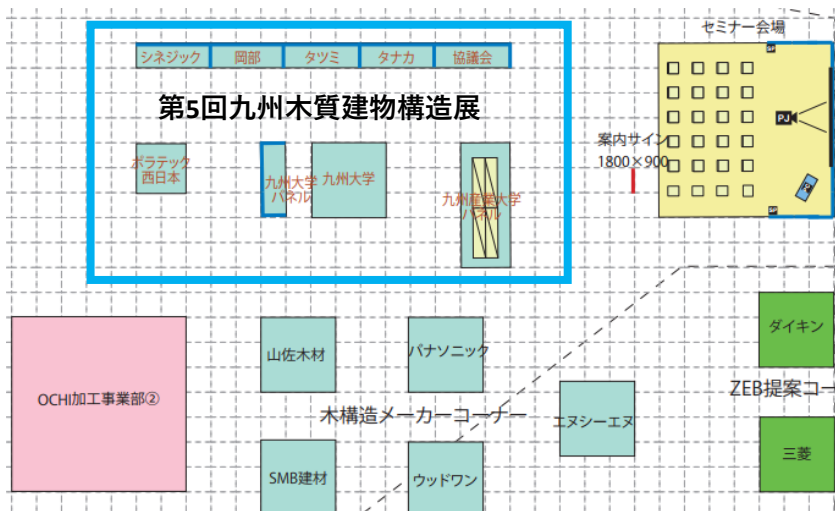 セミナー会場
シネジック
岡部
タツミ
タナカ
協議会
第5回九州木質建物構造展
PJ
案内サイン
1800×900
ポラテック
西日本
九州大学
パネル
九州大学
九州産業大学
パネル
ダイキン
山佐木材
パナソニック
OCHI加工事業部②
ZEB提案コー
木構造メーカーコーナー
エヌシーエヌ
三菱
SMB建材
ウッドワン